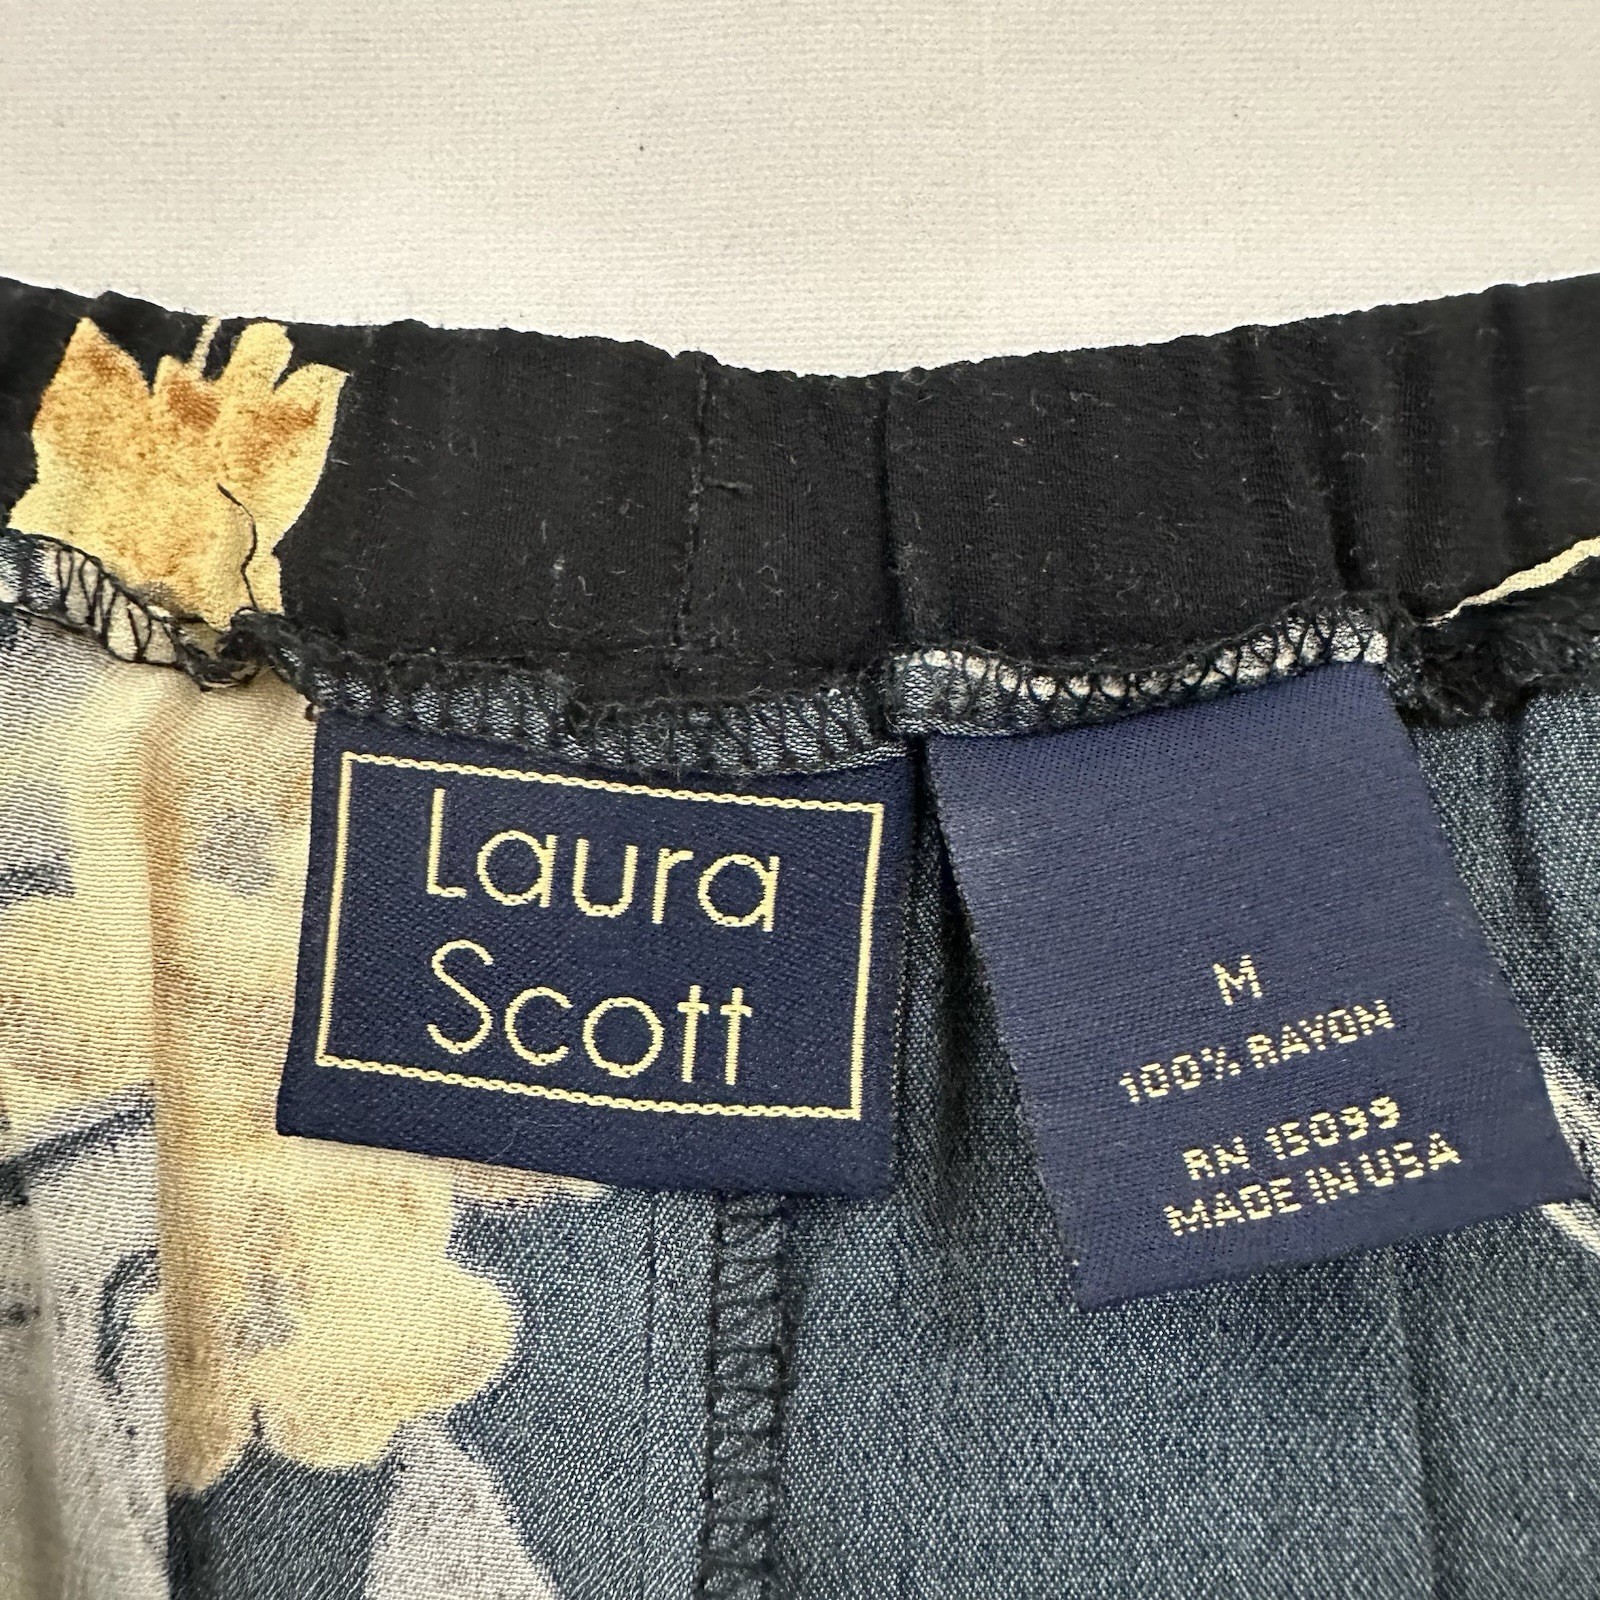 Laura
Scott
M
100% RAYON
RN 15099
MADE IN USA